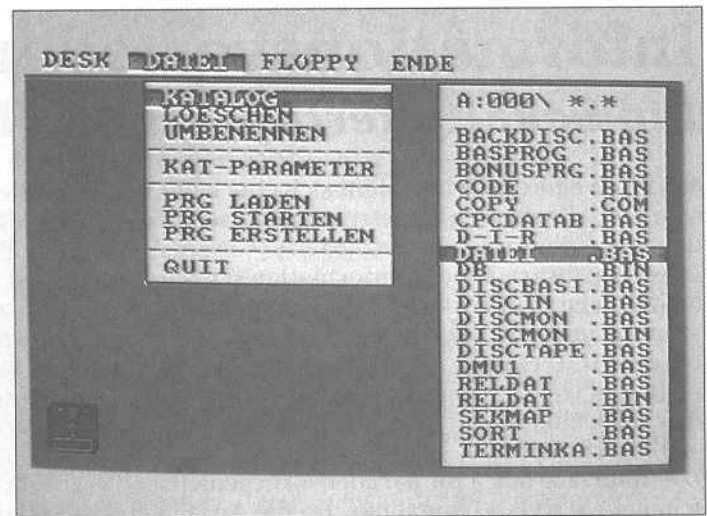 DESK DATEI FLOPPY ENDE
KATALOG
LOESCHEN
UMBENENNEN
KAT-PARAMETER
PRG LADEN
PRG STARTEN
PRG ERSTELLEN
QUIT
A:000\ *.*
BACKDISC.BAS
BASPROG .BAS
BONUSPRG.BAS
CODE .BIN
COPY .COM
CPCDATAB.BAS
D-I-R .BAS
DATEI .BAS
DB .BIN
DISCBASI.BAS
DISCIN .BAS
DISCMON .BAS
DISCMON .BIN
DISCTAPE.BAS
DMV1 .BAS
RELDAT .BAS
RELDAT .BIN
SEKMAP .BAS
SORT .BAS
TERMINKA.BAS